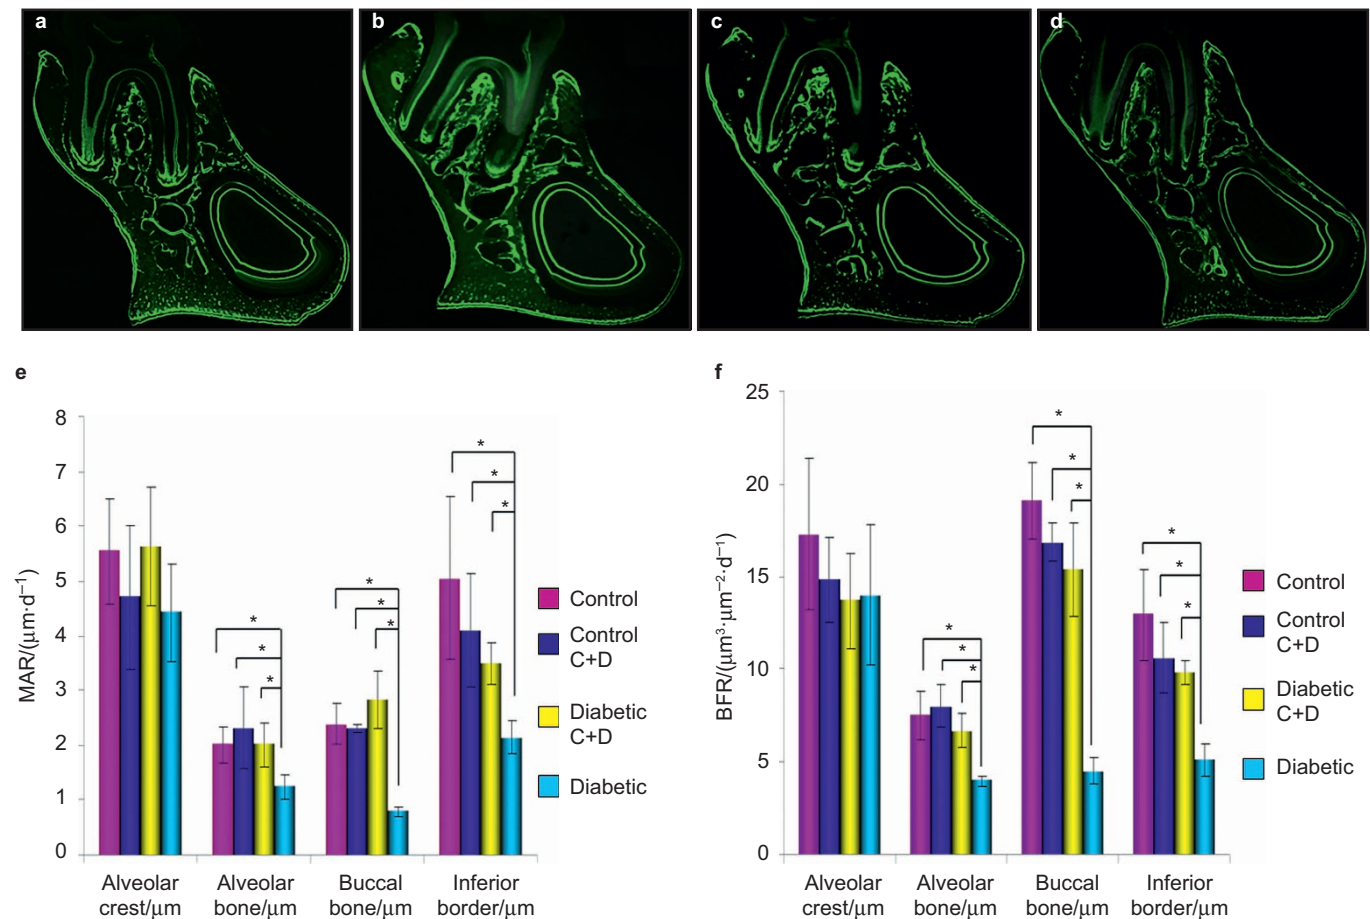 a
b
c
d
e
8
7
6
5
4
3
2
1
0
MAR/(μm·d⁻¹)
*
*
*
*
*
*
*
*
*
Alveolar
crest/μm
Alveolar
bone/μm
Buccal
bone/μm
Inferior
border/μm
Control
Control
C+D
Diabetic
C+D
Diabetic
f
25
20
15
10
5
0
BFR/(μm³·μm⁻²·d⁻¹)
*
*
*
*
*
*
*
*
*
Alveolar
crest/μm
Alveolar
bone/μm
Buccal
bone/μm
Inferior
border/μm
Control
Control
C+D
Diabetic
C+D
Diabetic